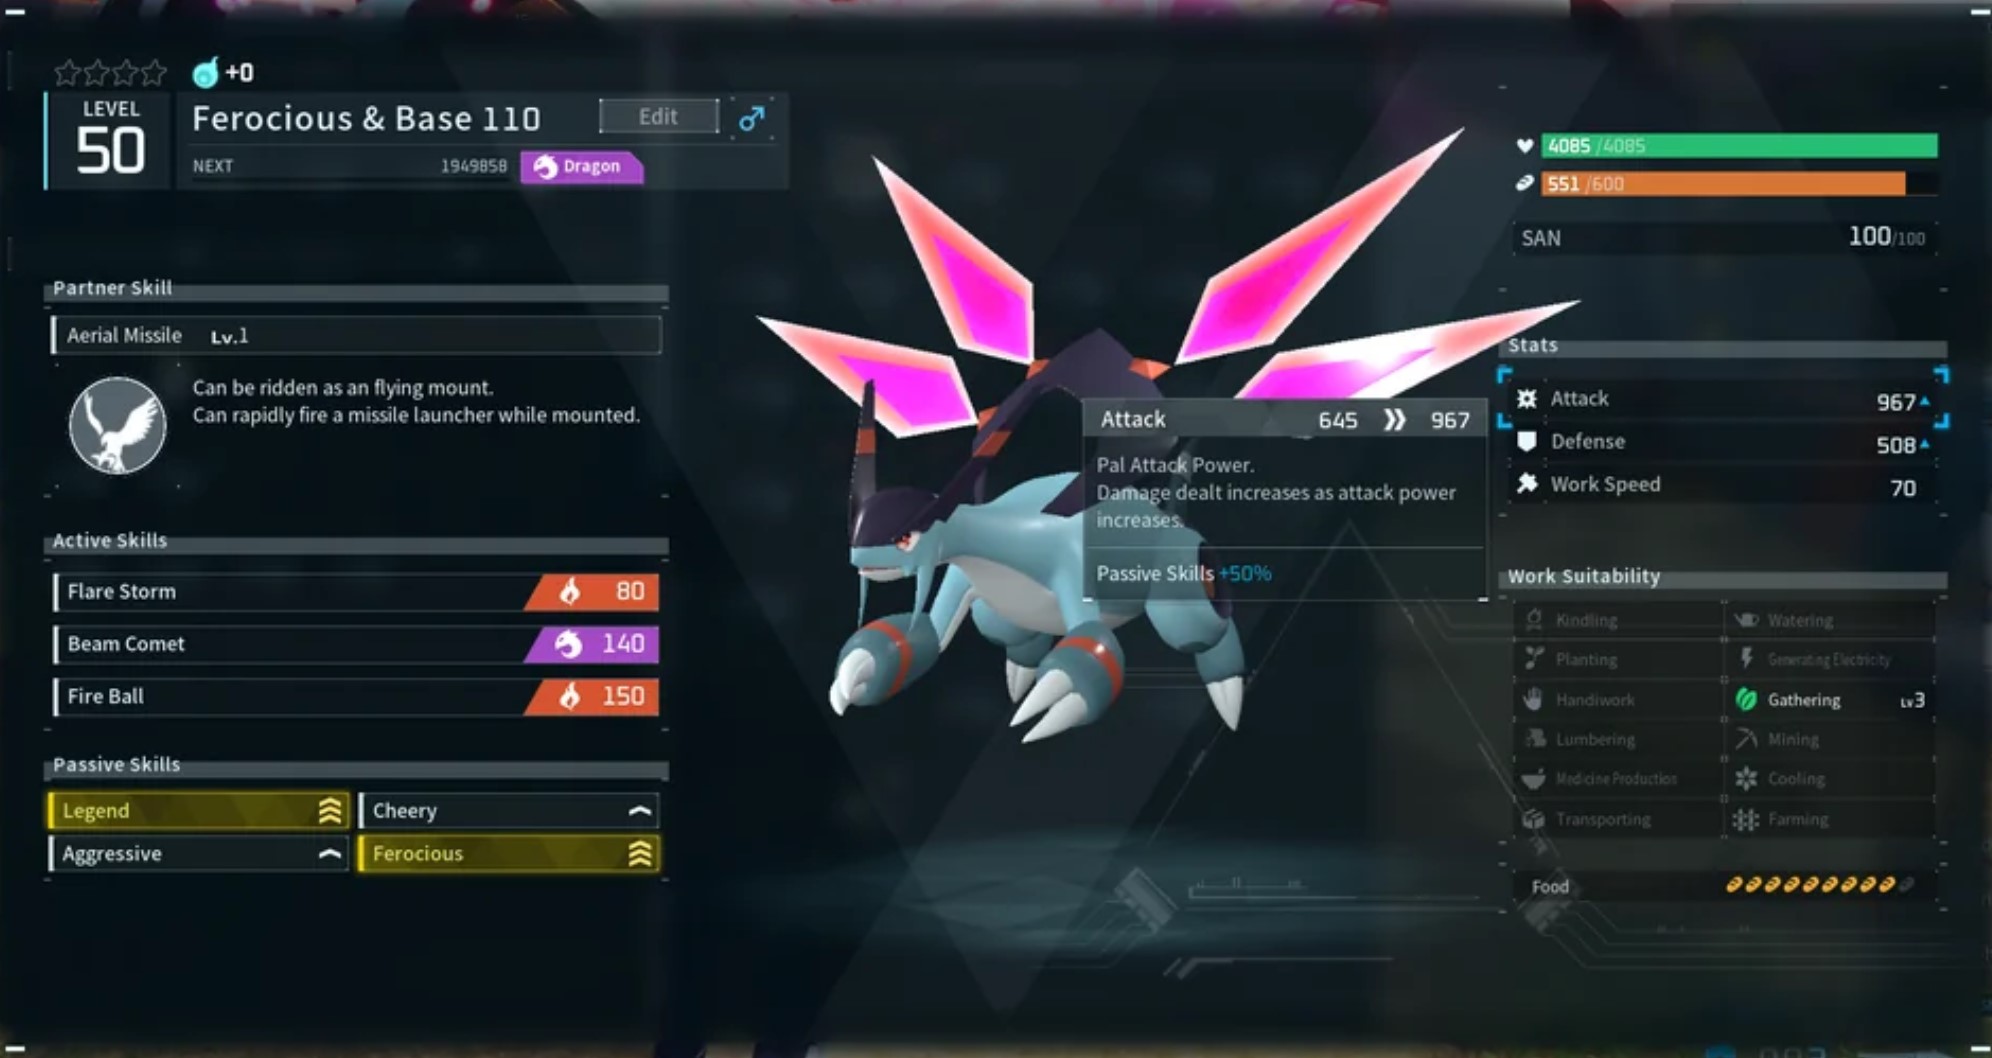 +0
LEVEL
50
Ferocious & Base 110
Edit
NEXT 1949858
Dragon
Partner Skill
Aerial Missile Lv.1
Can be ridden as an flying mount.
Can rapidly fire a missile launcher while mounted.
Active Skills
Flare Storm 80
Beam Comet 140
Fire Ball 150
Passive Skills
Legend
Cheery
Aggressive
Ferocious
Attack 645 967
Pal Attack Power.
Damage dealt increases as attack power
increases.
Passive Skills +50%
4085 /4085
551 /600
SAN 100/100
Stats
Attack 967
Defense 508
Work Speed 70
Work Suitability
Kindling
Watering
Planting
Generating Electricity
Handiwork
Gathering Lv3
Lumbering
Mining
Medicine Production
Cooling
Transporting
Farming
Food